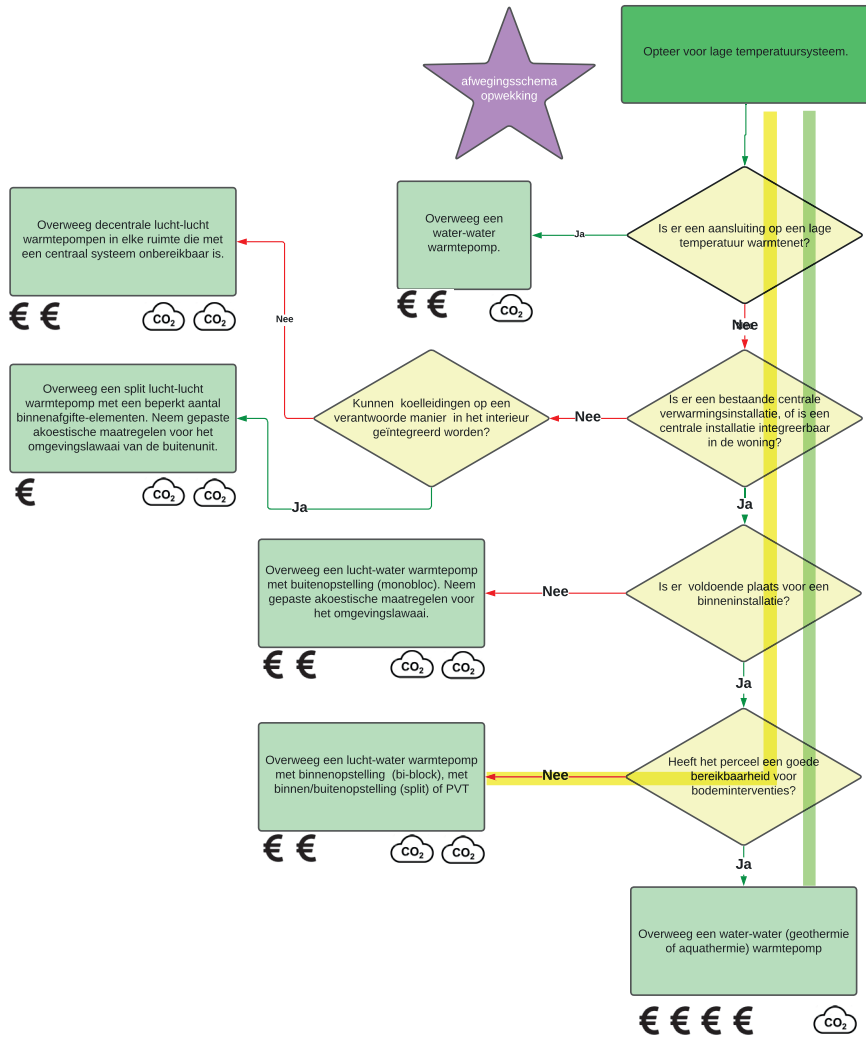 afwegingsschema
opwekking
Opteer voor lage temperatuursysteem.
Is er een aansluiting op een lage
temperatuur warmtenet?
Ja
Overweeg een
water-water
warmtepomp.
€ €
CO2
Nee
Is er een bestaande centrale
verwarmingsinstallatie, of is een
centrale installatie integreerbaar
in de woning?
Nee
Kunnen koelleidingen op een
verantwoorde manier in het interieur
geïntegreerd worden?
Nee
Overweeg decentrale lucht-lucht
warmtepompen in elke ruimte die met
een centraal systeem onbereikbaar is.
€ €
CO2 CO2
Ja
Overweeg een split lucht-lucht
warmtepomp met een beperkt aantal
binnenafgifte-elementen. Neem gepaste
akoestische maatregelen voor het
omgevingslawaai van de buitenunit.
€
CO2 CO2
Ja
Is er voldoende plaats voor een
binneninstallatie?
Nee
Overweeg een lucht-water warmtepomp
met buitenopstelling (monobloc). Neem
gepaste akoestische maatregelen voor
het omgevingslawaai.
€ €
CO2 CO2
Ja
Heeft het perceel een goede
bereikbaarheid voor
bodeminterventies?
Nee
Overweeg een lucht-water warmtepomp
met binnenopstelling (bi-block), met
binnen/buitenopstelling (split) of PVT
€ €
CO2 CO2
Ja
Overweeg een water-water (geothermie
of aquathermie) warmtepomp
€ € € €
CO2